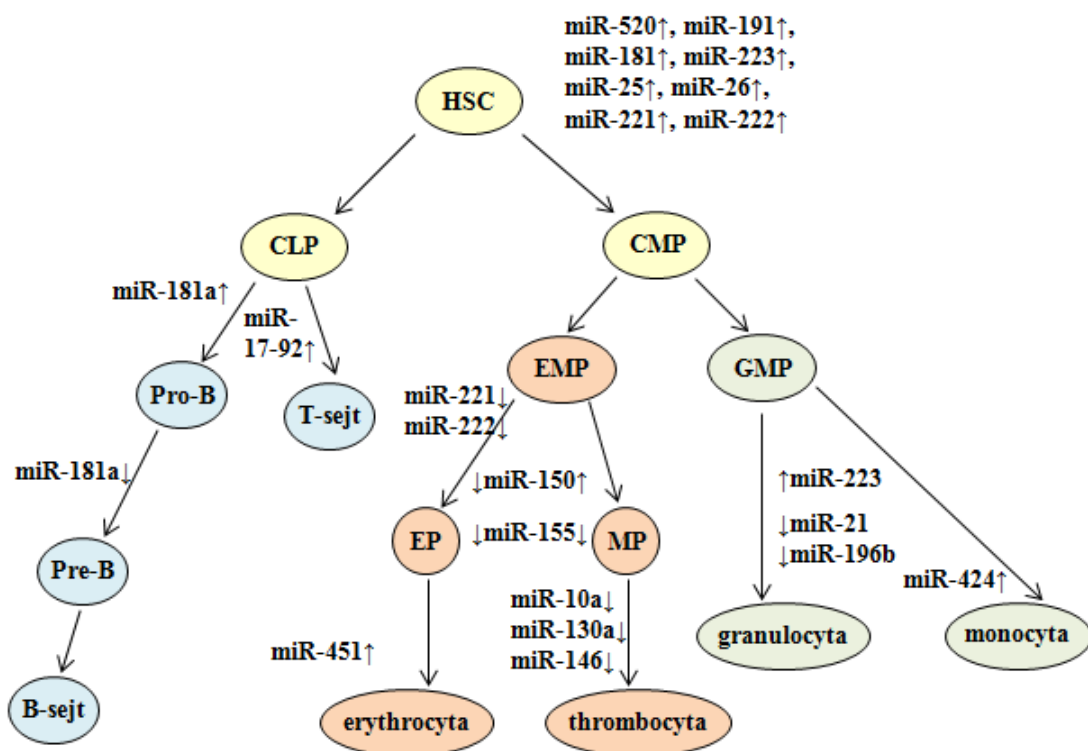 miR-520↑, miR-191↑,
miR-181↑, miR-223↑,
miR-25↑, miR-26↑,
miR-221↑, miR-222↑
HSC
CLP
CMP
miR-181a↑
miR-
17-92↑
EMP
GMP
Pro-B
T-sejt
miR-221↓
miR-222↓
miR-181a↓
↓miR-150↑
↑miR-223
EP
↓miR-155↓
MP
↓miR-21
↓miR-196b
Pre-B
miR-424↑
miR-10a↓
miR-130a↓
miR-146↓
granulocyta
monocyta
miR-451↑
B-sejt
erythrocyta
thrombocyta